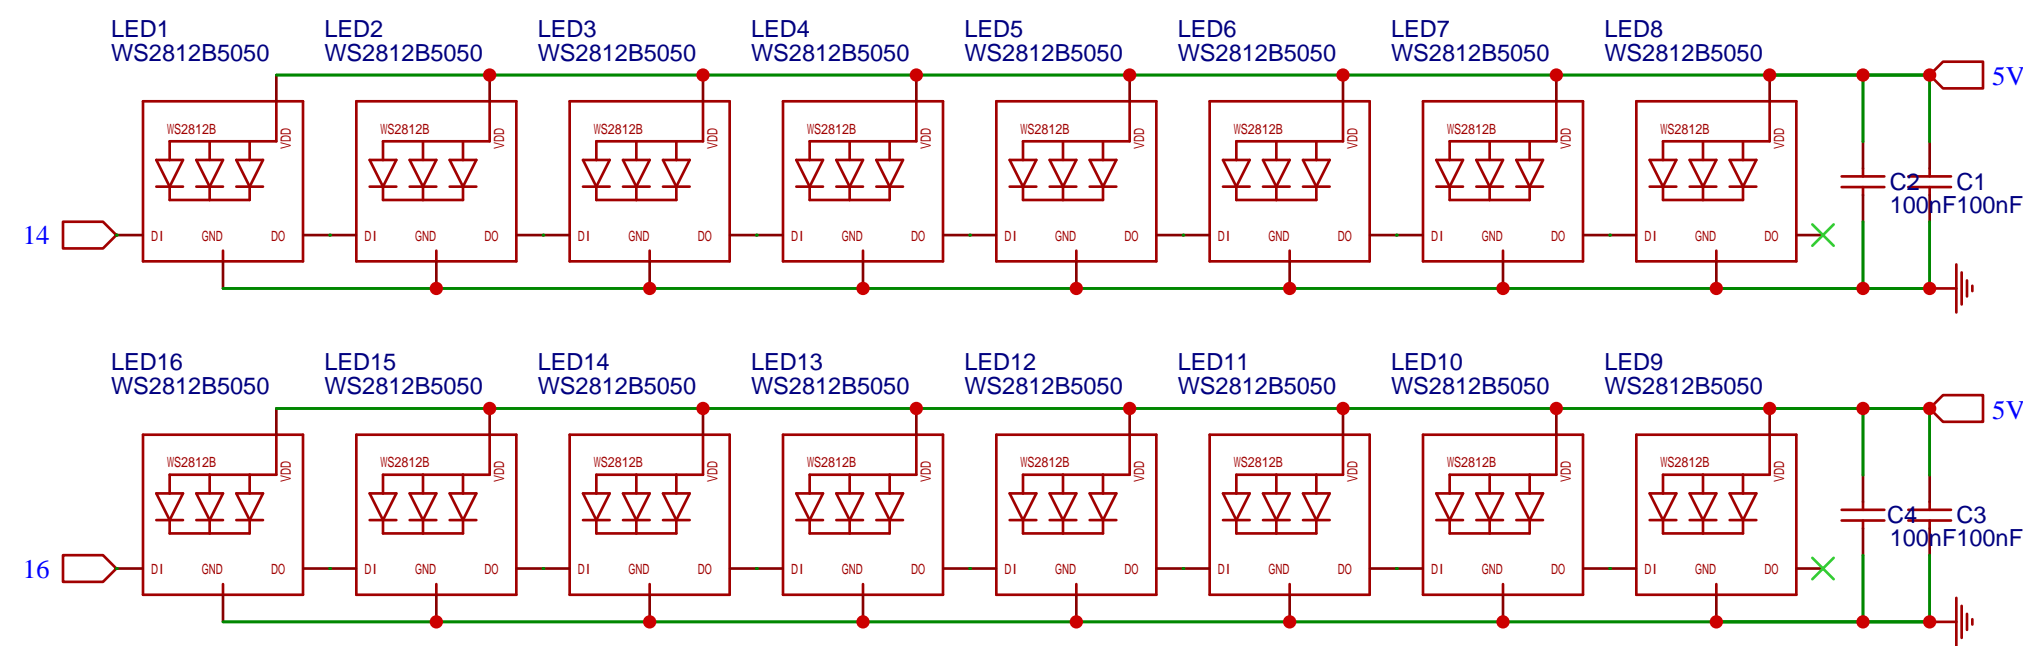 LED1 LED2 LED3 LED4 LED5 LED6 LED7 LED8
WS2812B5050 WS2812B5050 WS2812B5050 WS2812B5050 WS2812B5050 WS2812B5050 WS2812B5050 WS2812B5050
5V
WS2812B VDD WS2812B VDD WS2812B VDD WS2812B VDD WS2812B VDD WS2812B VDD WS2812B VDD WS2812B VDD
C2 C1
100nF 100nF
14 DI GND DO DI GND DO DI GND DO DI GND DO DI GND DO DI GND DO DI GND DO DI GND DO
LED16 LED15 LED14 LED13 LED12 LED11 LED10 LED9
WS2812B5050 WS2812B5050 WS2812B5050 WS2812B5050 WS2812B5050 WS2812B5050 WS2812B5050 WS2812B5050
5V
WS2812B VDD WS2812B VDD WS2812B VDD WS2812B VDD WS2812B VDD WS2812B VDD WS2812B VDD WS2812B VDD
C4 C3
100nF 100nF
16 DI GND DO DI GND DO DI GND DO DI GND DO DI GND DO DI GND DO DI GND DO DI GND DO